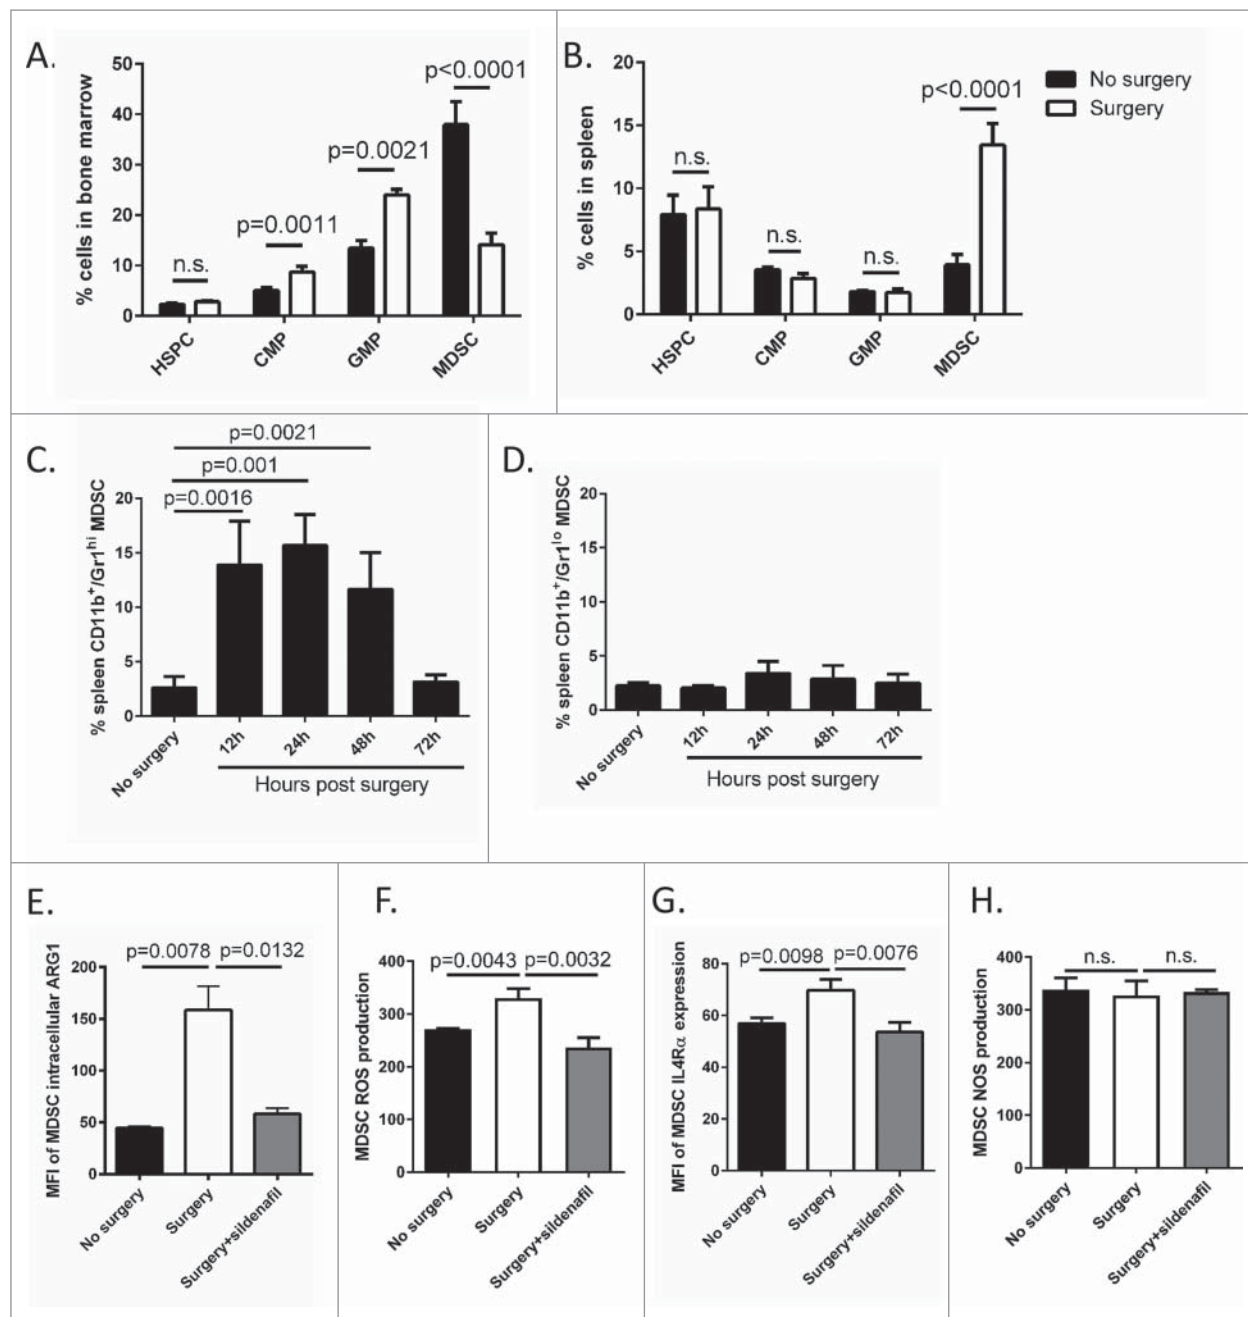 A.
% cells in bone marrow
50
40
30
20
10
0
n.s.
p=0.0011
p=0.0021
p<0.0001
HSPC
CMP
GMP
MDSC
B.
% cells in spleen
20
15
10
5
0
n.s.
n.s.
n.s.
p<0.0001
HSPC
CMP
GMP
MDSC
No surgery
Surgery
C.
% spleen CD11b⁺/Gr1ʰⁱ MDSC
p=0.0021
p=0.001
p=0.0016
20
15
10
5
0
No surgery
12h
24h
48h
72h
Hours post surgery
D.
% spleen CD11b⁺/Gr1ˡᵒ MDSC
20
15
10
5
0
No surgery
12h
24h
48h
72h
Hours post surgery
E.
MFI of MDSC intracellular ARG1
p=0.0078
p=0.0132
200
150
100
50
0
No surgery
Surgery
Surgery+sildenafil
F.
MDSC ROS production
p=0.0043
p=0.0032
400
300
200
100
0
No surgery
Surgery
Surgery+sildenafil
G.
MFI of MDSC IL4Rα expression
p=0.0098
p=0.0076
80
60
40
20
0
No surgery
Surgery
Surgery+sildenafil
H.
MDSC NOS production
n.s.
n.s.
400
300
200
100
0
No surgery
Surgery
Surgery+sildenafil